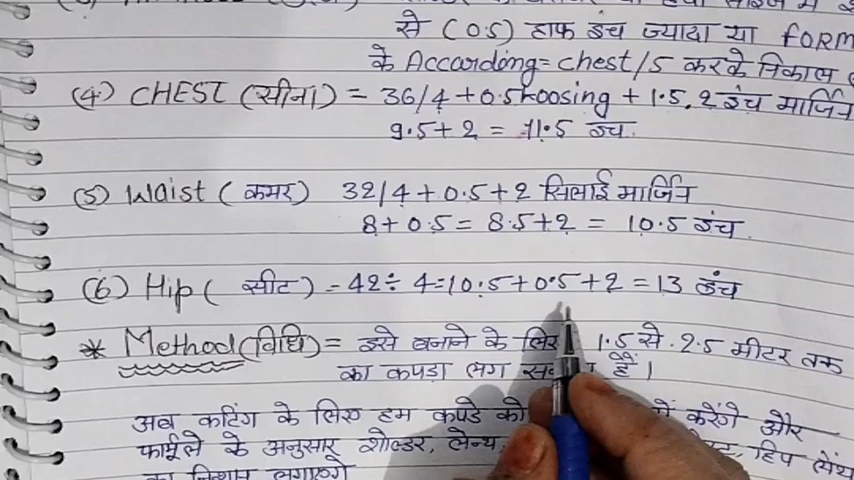 से (0.5) हाफ इंच ज्यादा या FORM
के Accarding = chest/5 करके निकाल
(4) CHEST (सीना) = 36/4 + 0.5 hoosing + 1.5, 2 इंच मार्जिन
9.5 + 2 = 11.5 इंच.
(5) Waist ( कमर) 32/4 + 0.5 + 2 सिलाई मार्जिन
8 + 0.5 = 8.5 + 2 = 10.5 इंच.
(6) Hip ( सीट) = 42 ÷ 4 = 10.5 + 0.5 + 2 = 13 इंच
* Method (विधि) = इसे बनाने के लिए 1.5 से 2.5 मीटर तक
का कपड़ा लग सकता है।
अब कटिंग के लिए हम कपडे को में करेंगे और
फार्मूले के अनुसार शोल्डर, लेन्थ, हिप लेंथ
का निशान लगाएगे